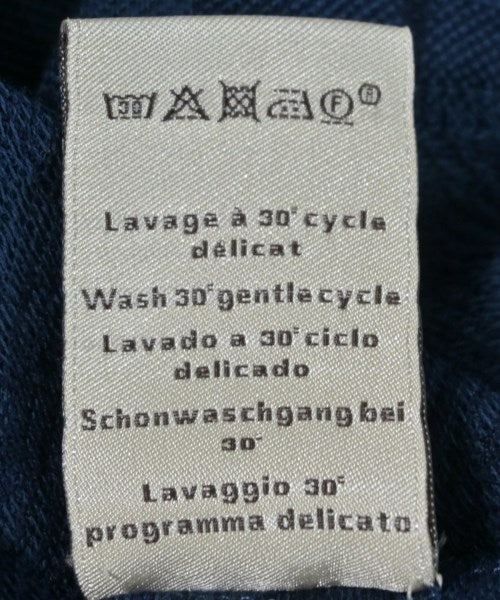 30 F ®
Lavage à 30° cycle
délicat
Wash 30° gentle cycle
Lavado a 30° ciclo
delicado
Schonwaschgang bei
30°
Lavaggio 30°
programma delicato